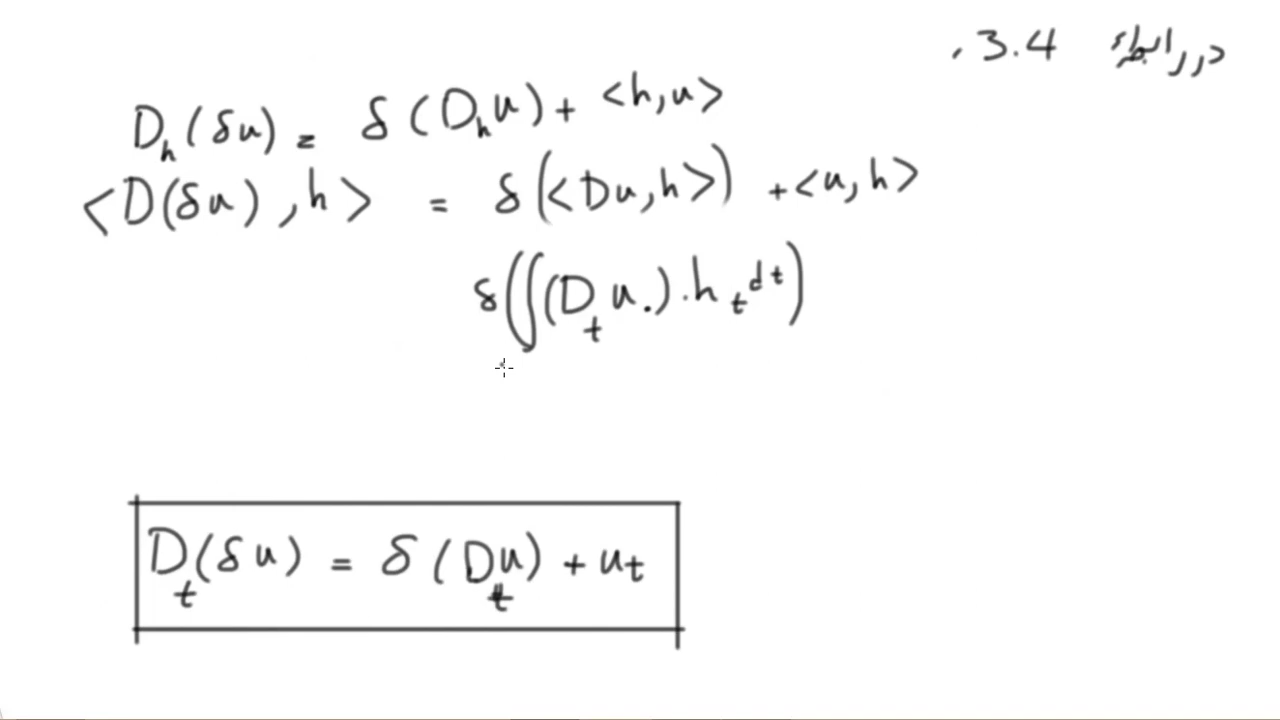 در رابطه 3.4.
D_h(δu) = δ(D_h u) + <h,u>
<D(δu),h> = δ(<Du,h>) + <u,h>
δ(∫(D_t u.).h_t dt)
D_t(δu) = δ(D_t u) + u_t